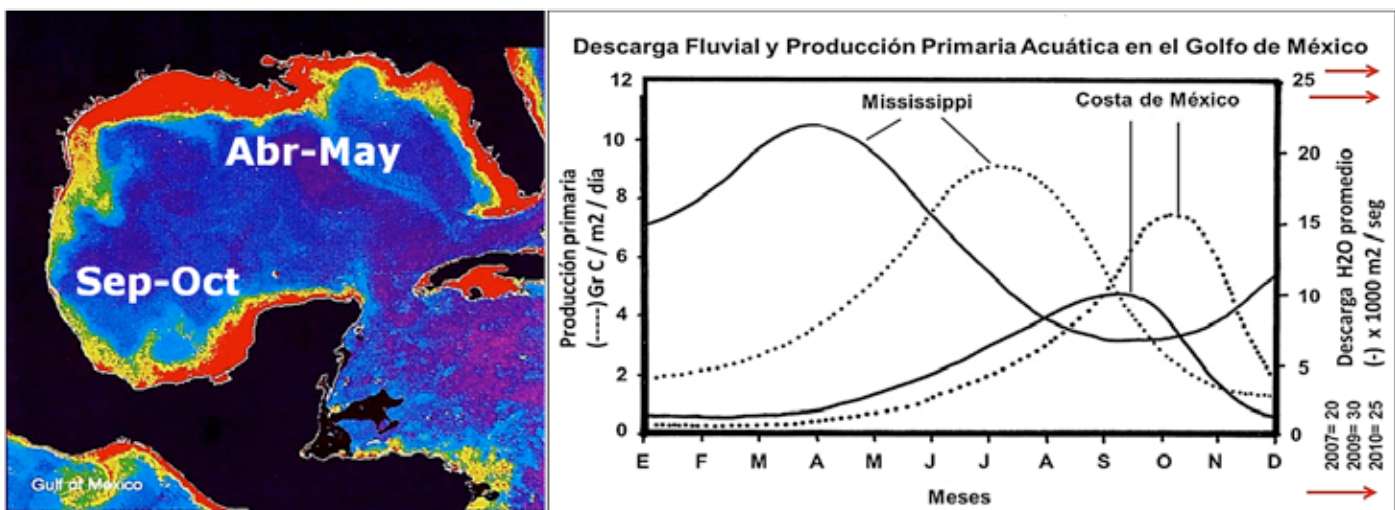 Abr-May
Sep-Oct
Gulf of Mexico
Descarga Fluvial y Producción Primaria Acuática en el Golfo de México
Mississippi
Costa de México
Producción primaria
(-----) Gr C / m2 / día
12
10
8
6
4
2
0
25
20
15
10
5
0
Descarga H2O promedio
(-) x 1000 m2 / seg
2007= 20
2009= 30
2010= 25
E F M A M J J A S O N D
Meses